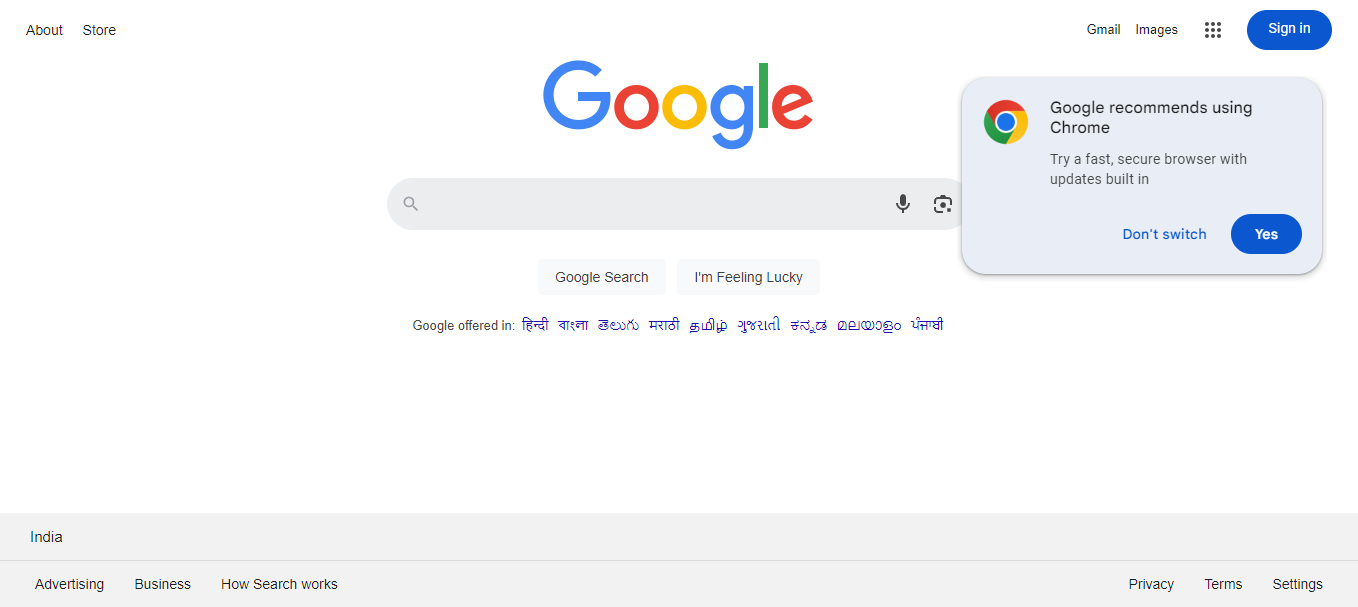 About Store
Gmail Images
Sign in
Google
Google recommends using
Chrome
Try a fast, secure browser with
updates built in
Don't switch
Yes
Google Search
I'm Feeling Lucky
Google offered in: हिन्दी বাংলা తెలుగు मराठी தமிழ் ગુજરાતી ಕನ್ನಡ മലയാളം ਪੰਜਾਬੀ
India
Advertising Business How Search works
Privacy Terms Settings